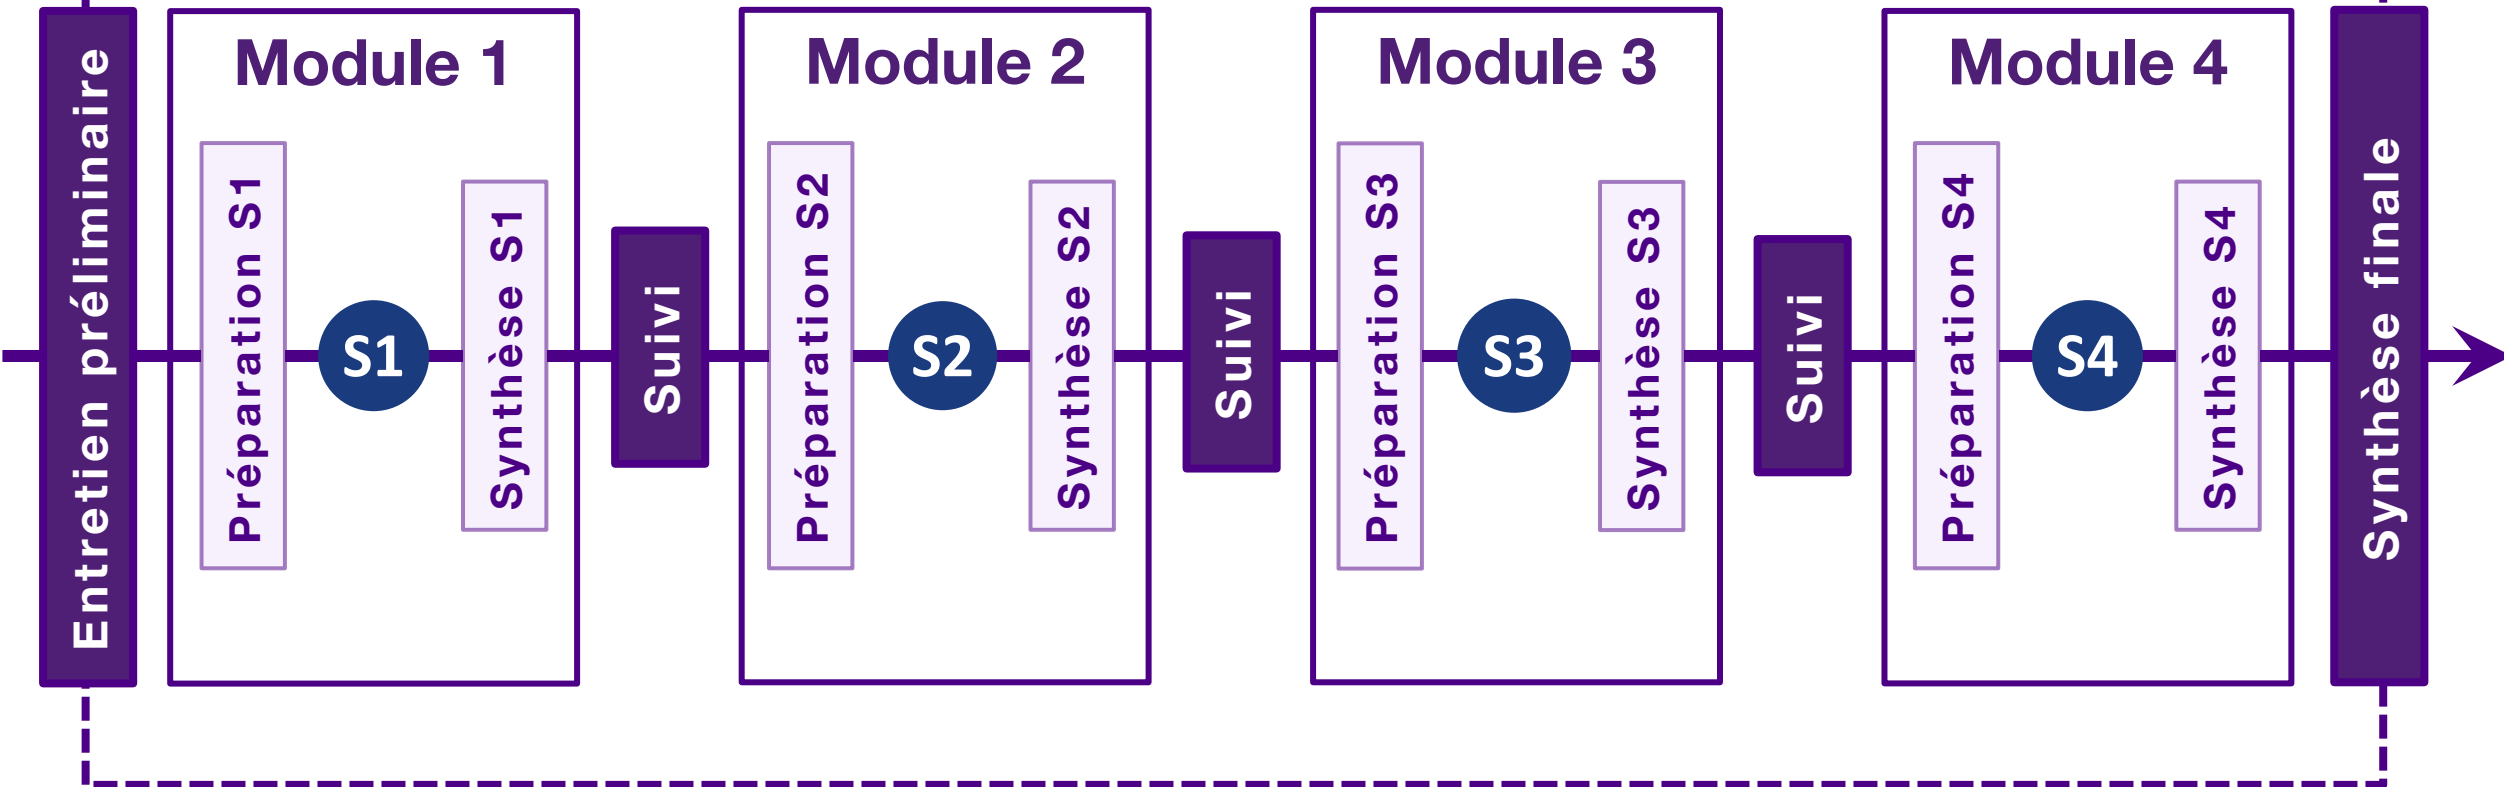 Entretien préliminaire
Module 1
Préparation S1
S1
Synthèse S1
Suivi
Module 2
Préparation S2
S2
Synthèse S2
Suivi
Module 3
Préparation S3
S3
Synthèse S3
Suivi
Module 4
Préparation S4
S4
Synthèse S4
Synthèse finale